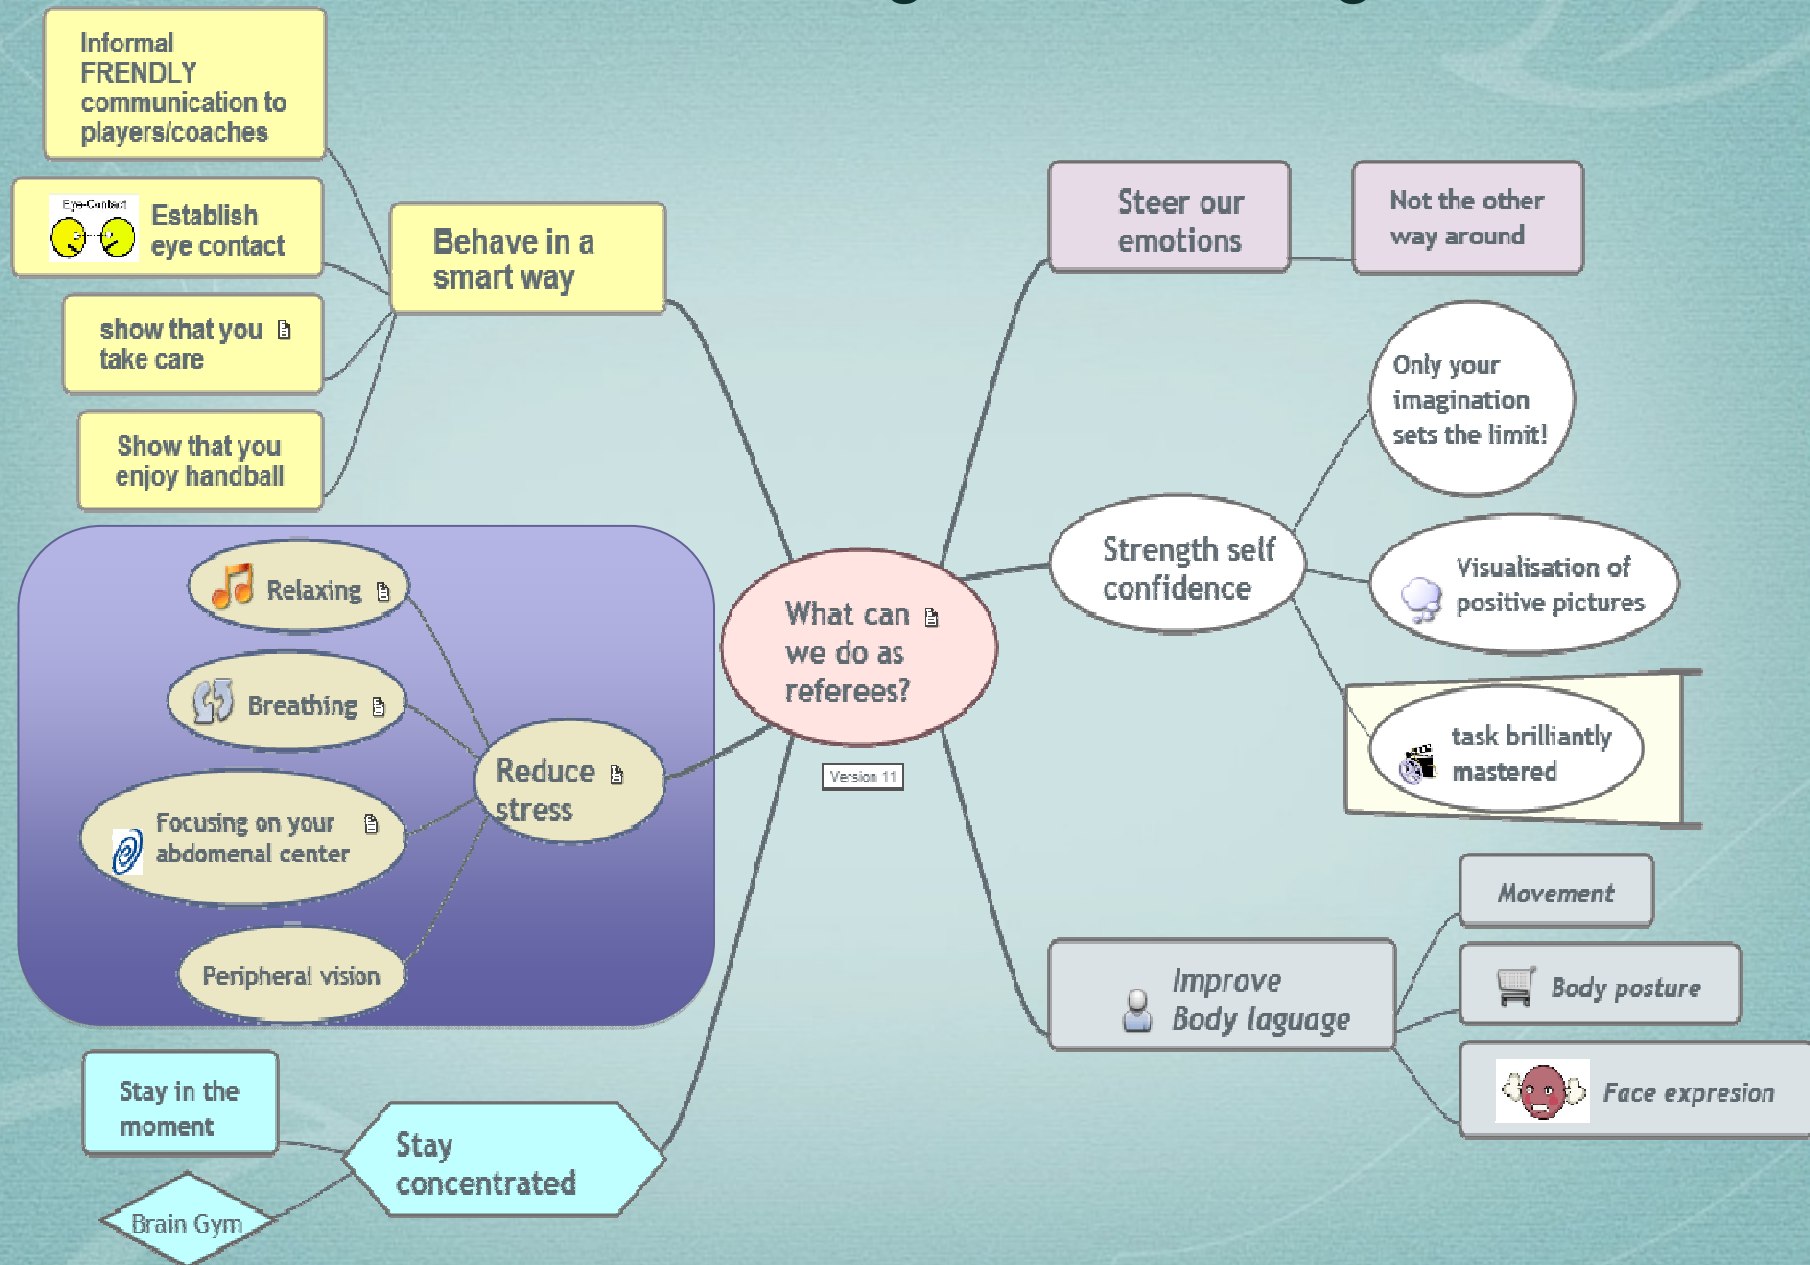 Informal
FRENDLY
communication to
players/coaches
Eye-Contact
Establish
eye contact
show that you
take care
Show that you
enjoy handball
Behave in a
smart way
Relaxing
Breathing
Focusing on your
abdomenal center
Peripheral vision
Reduce
stress
Stay in the
moment
Brain Gym
Stay
concentrated
What can
we do as
referees?
Version 11
Steer our
emotions
Not the other
way around
Strength self
confidence
Only your
imagination
sets the limit!
Visualisation of
positive pictures
task brilliantly
mastered
Improve
Body laguage
Movement
Body posture
Face expresion